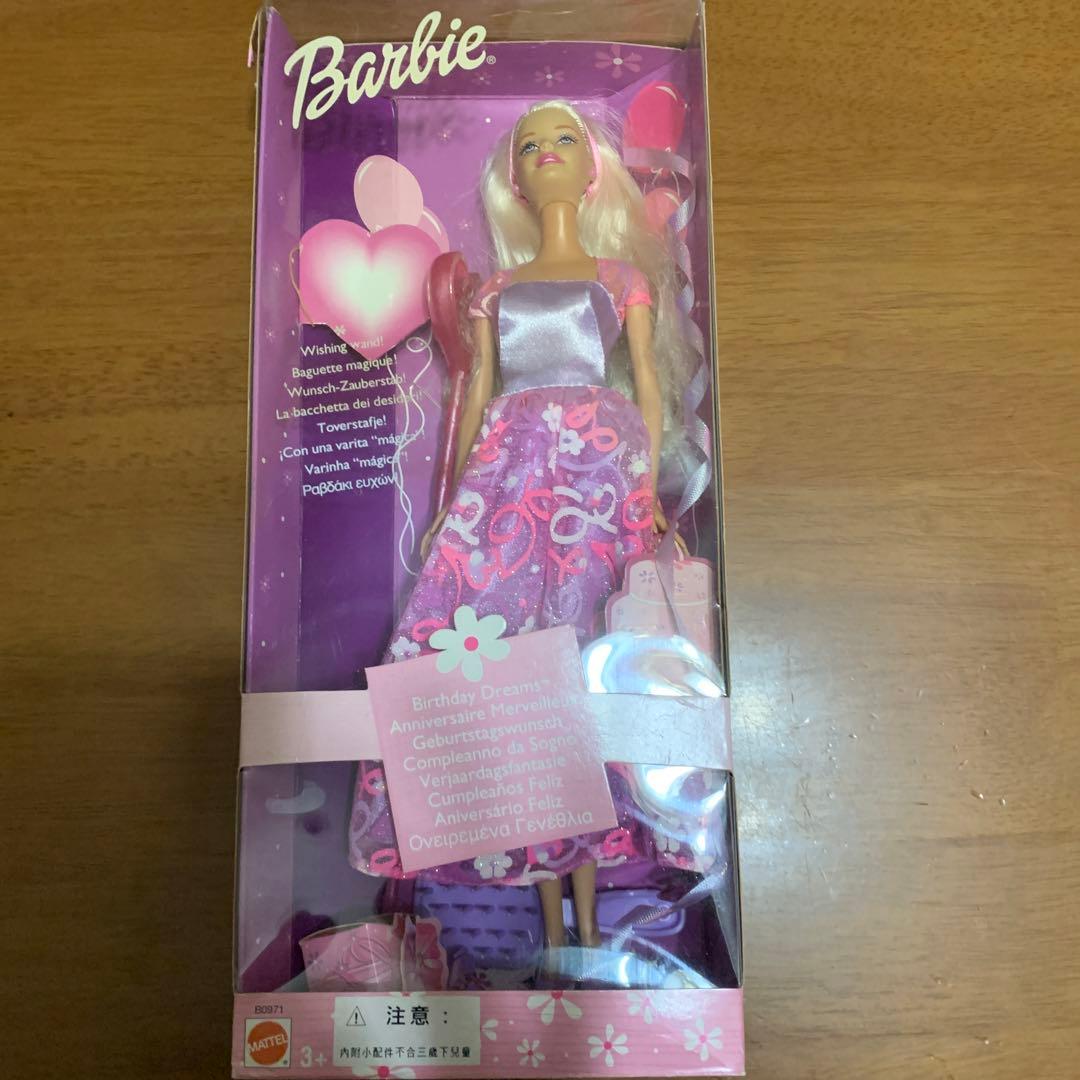 Barbie®
Wishing wand!
Baguette magique!
Wunsch-Zauberstab!
La bacchetta dei desideri!
Toverstafje!
¡Con una varita "mágica"!
Varinha "mágica"!
Ραβδάκι ευχών!
Birthday Dreams™
Anniversaire Merveilleux
Geburtstagswunsch
Compleanno da Sogno
Verjaardagsfantasie
Cumpleaños Feliz
Aniversário Feliz
Ονειρεμένα Γενέθλια
B0971
MATTEL
3+
注意：
內附小配件不合三歲下兒童